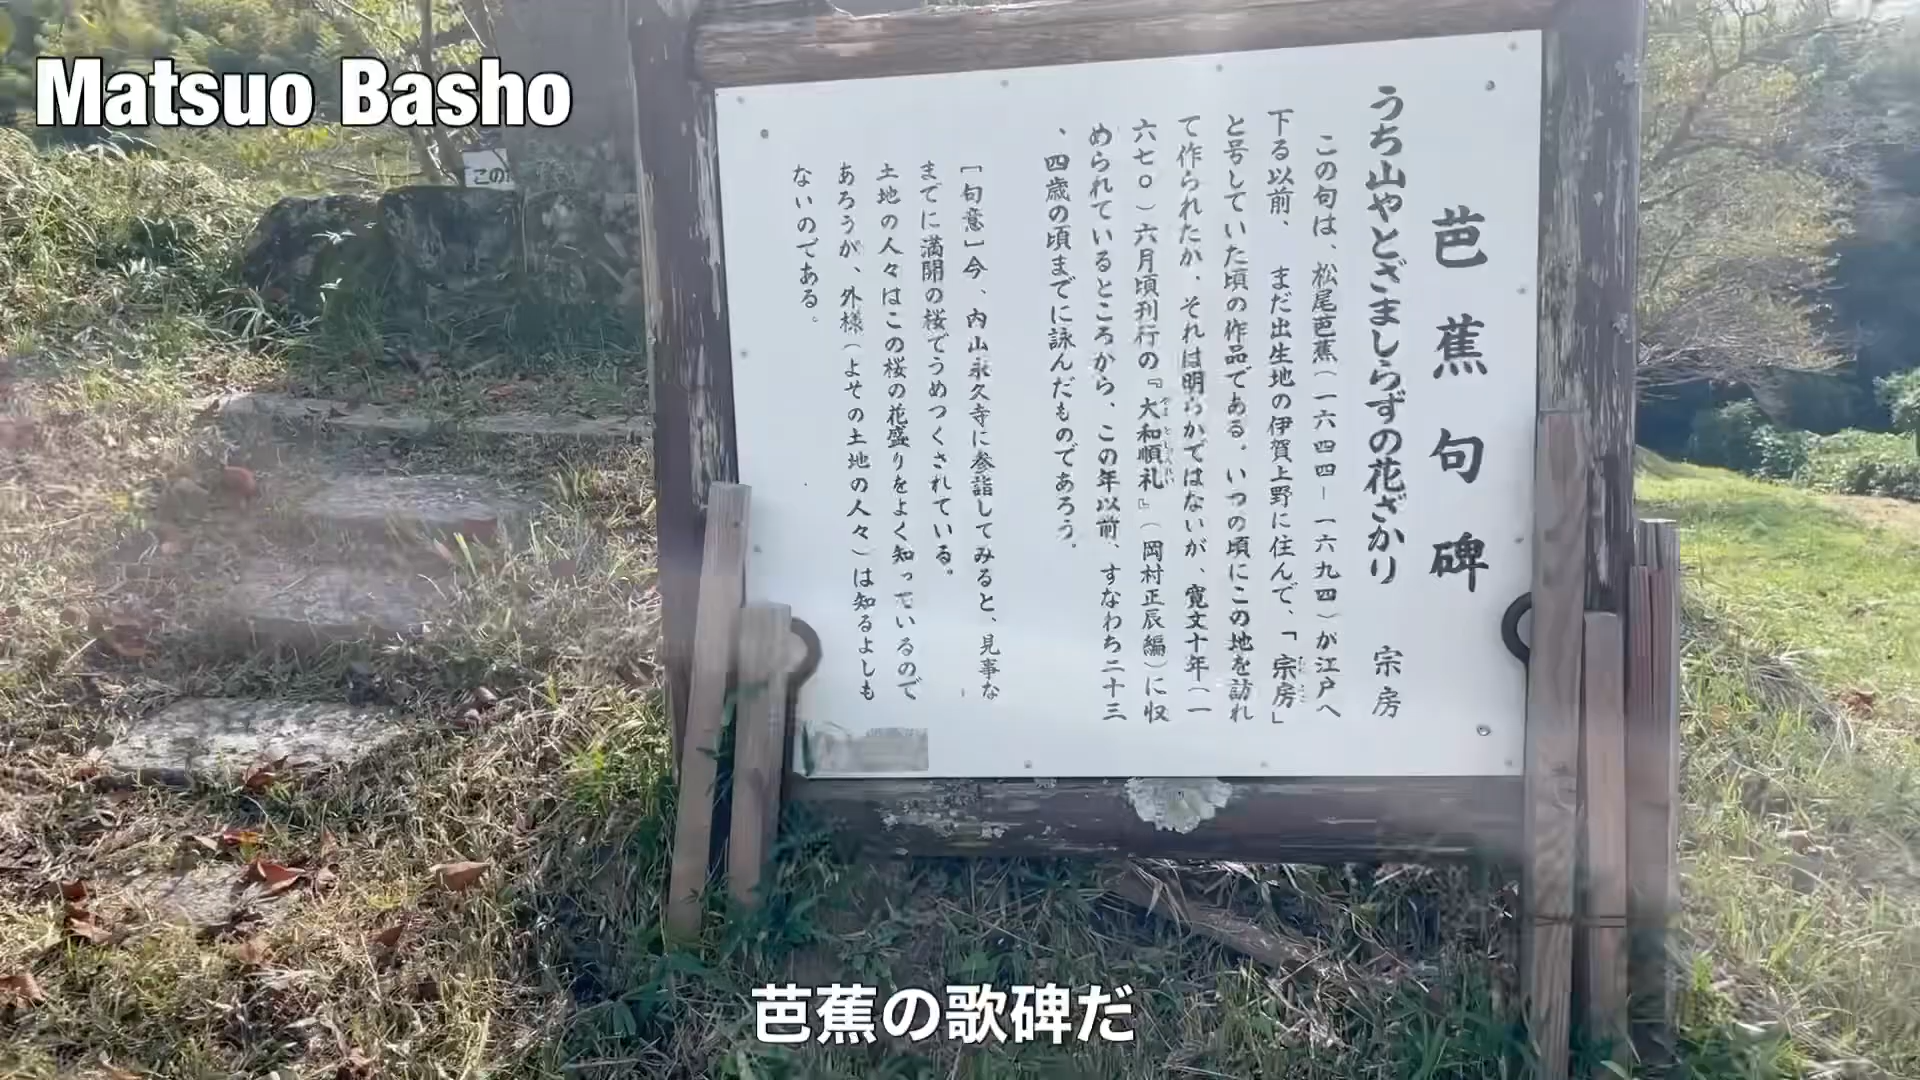 Matsuo Basho
この
芭蕉句碑
うち山やとざましらずの花ざかり 宗房
この句は、松尾芭蕉(一六四四－一六九四)が江戸へ
下る以前、まだ出生地の伊賀上野に住んで、「宗房」
と号していた頃の作品である。いつの頃にこの地を訪れ
て作られたか、それは明らかではないが、寛文十年(一
六七〇)六月頃刊行の『大和順礼』(岡村正辰編)に収
められているところから、この年以前、すなわち二十三
、四歳の頃までに詠んだものであろう。
[句意]今、内山永久寺に参詣してみると、見事な
までに満開の桜でうめつくされている。
土地の人々はこの桜の花盛りをよく知っているので
あろうが、外様(よその土地の人々)は知るよしも
ないのである。
芭蕉の歌碑だ